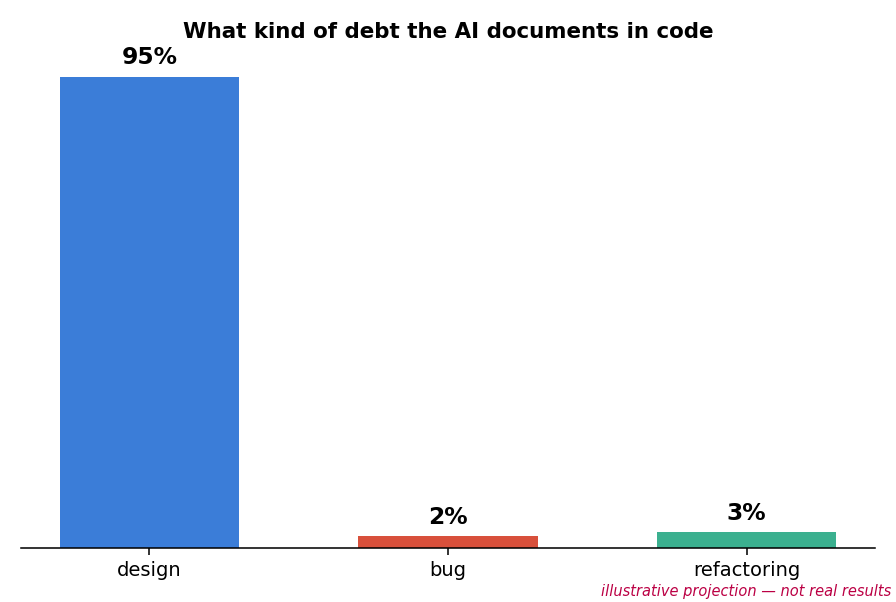 What kind of debt the AI documents in code
95%
2%
3%
design
bug
refactoring
illustrative projection — not real results